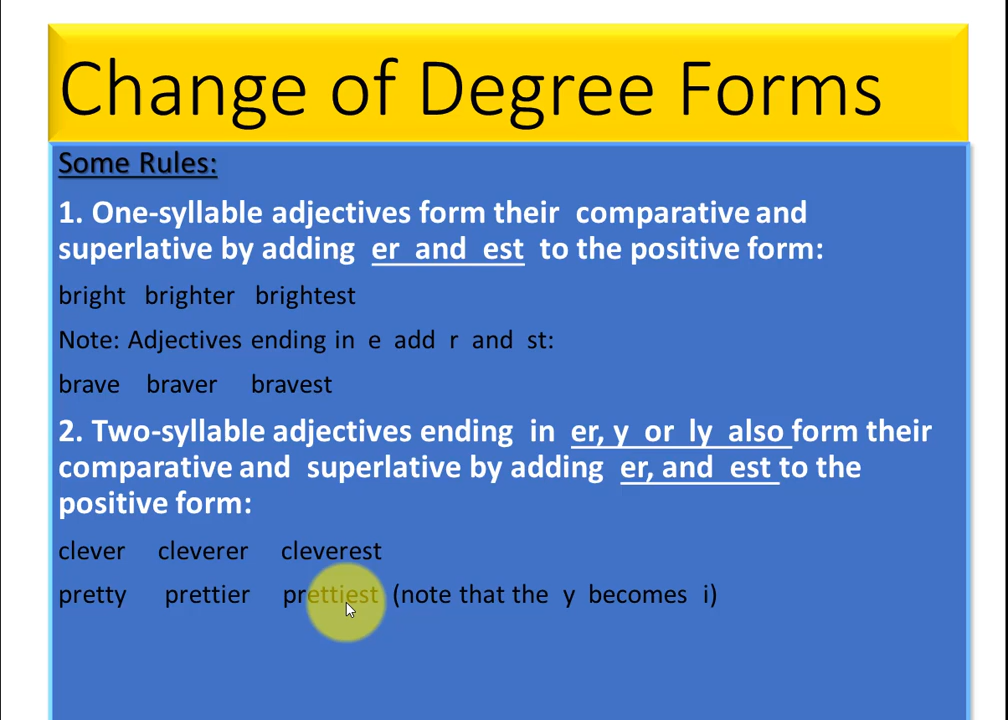 Change of Degree Forms
Some Rules:
1. One-syllable adjectives form their comparative and
superlative by adding er and est to the positive form:
bright brighter brightest
Note: Adjectives ending in e add r and st:
brave braver bravest
2. Two-syllable adjectives ending in er, y or ly also form their
comparative and superlative by adding er, and est to the
positive form:
clever cleverer cleverest
pretty prettier prettiest (note that the y becomes i)